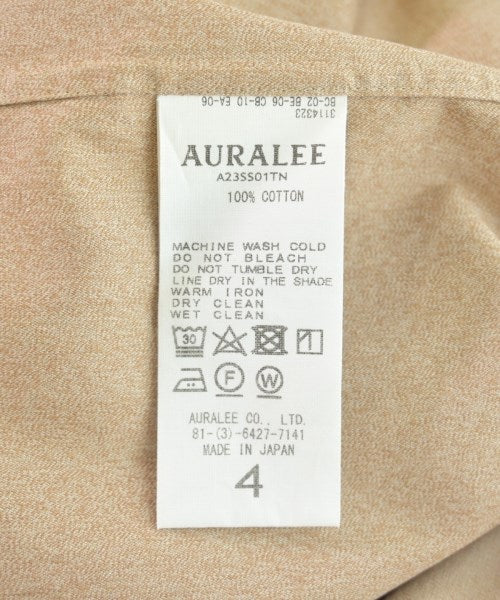 3114323
BC-02 BE-06 CB-10 EA-06
AURALEE
A23SS01TN
100% COTTON
MACHINE WASH COLD
DO NOT BLEACH
DO NOT TUMBLE DRY
LINE DRY IN THE SHADE
WARM IRON
DRY CLEAN
WET CLEAN
30
F W
AURALEE CO., LTD.
81-(3)-6427-7141
MADE IN JAPAN
4